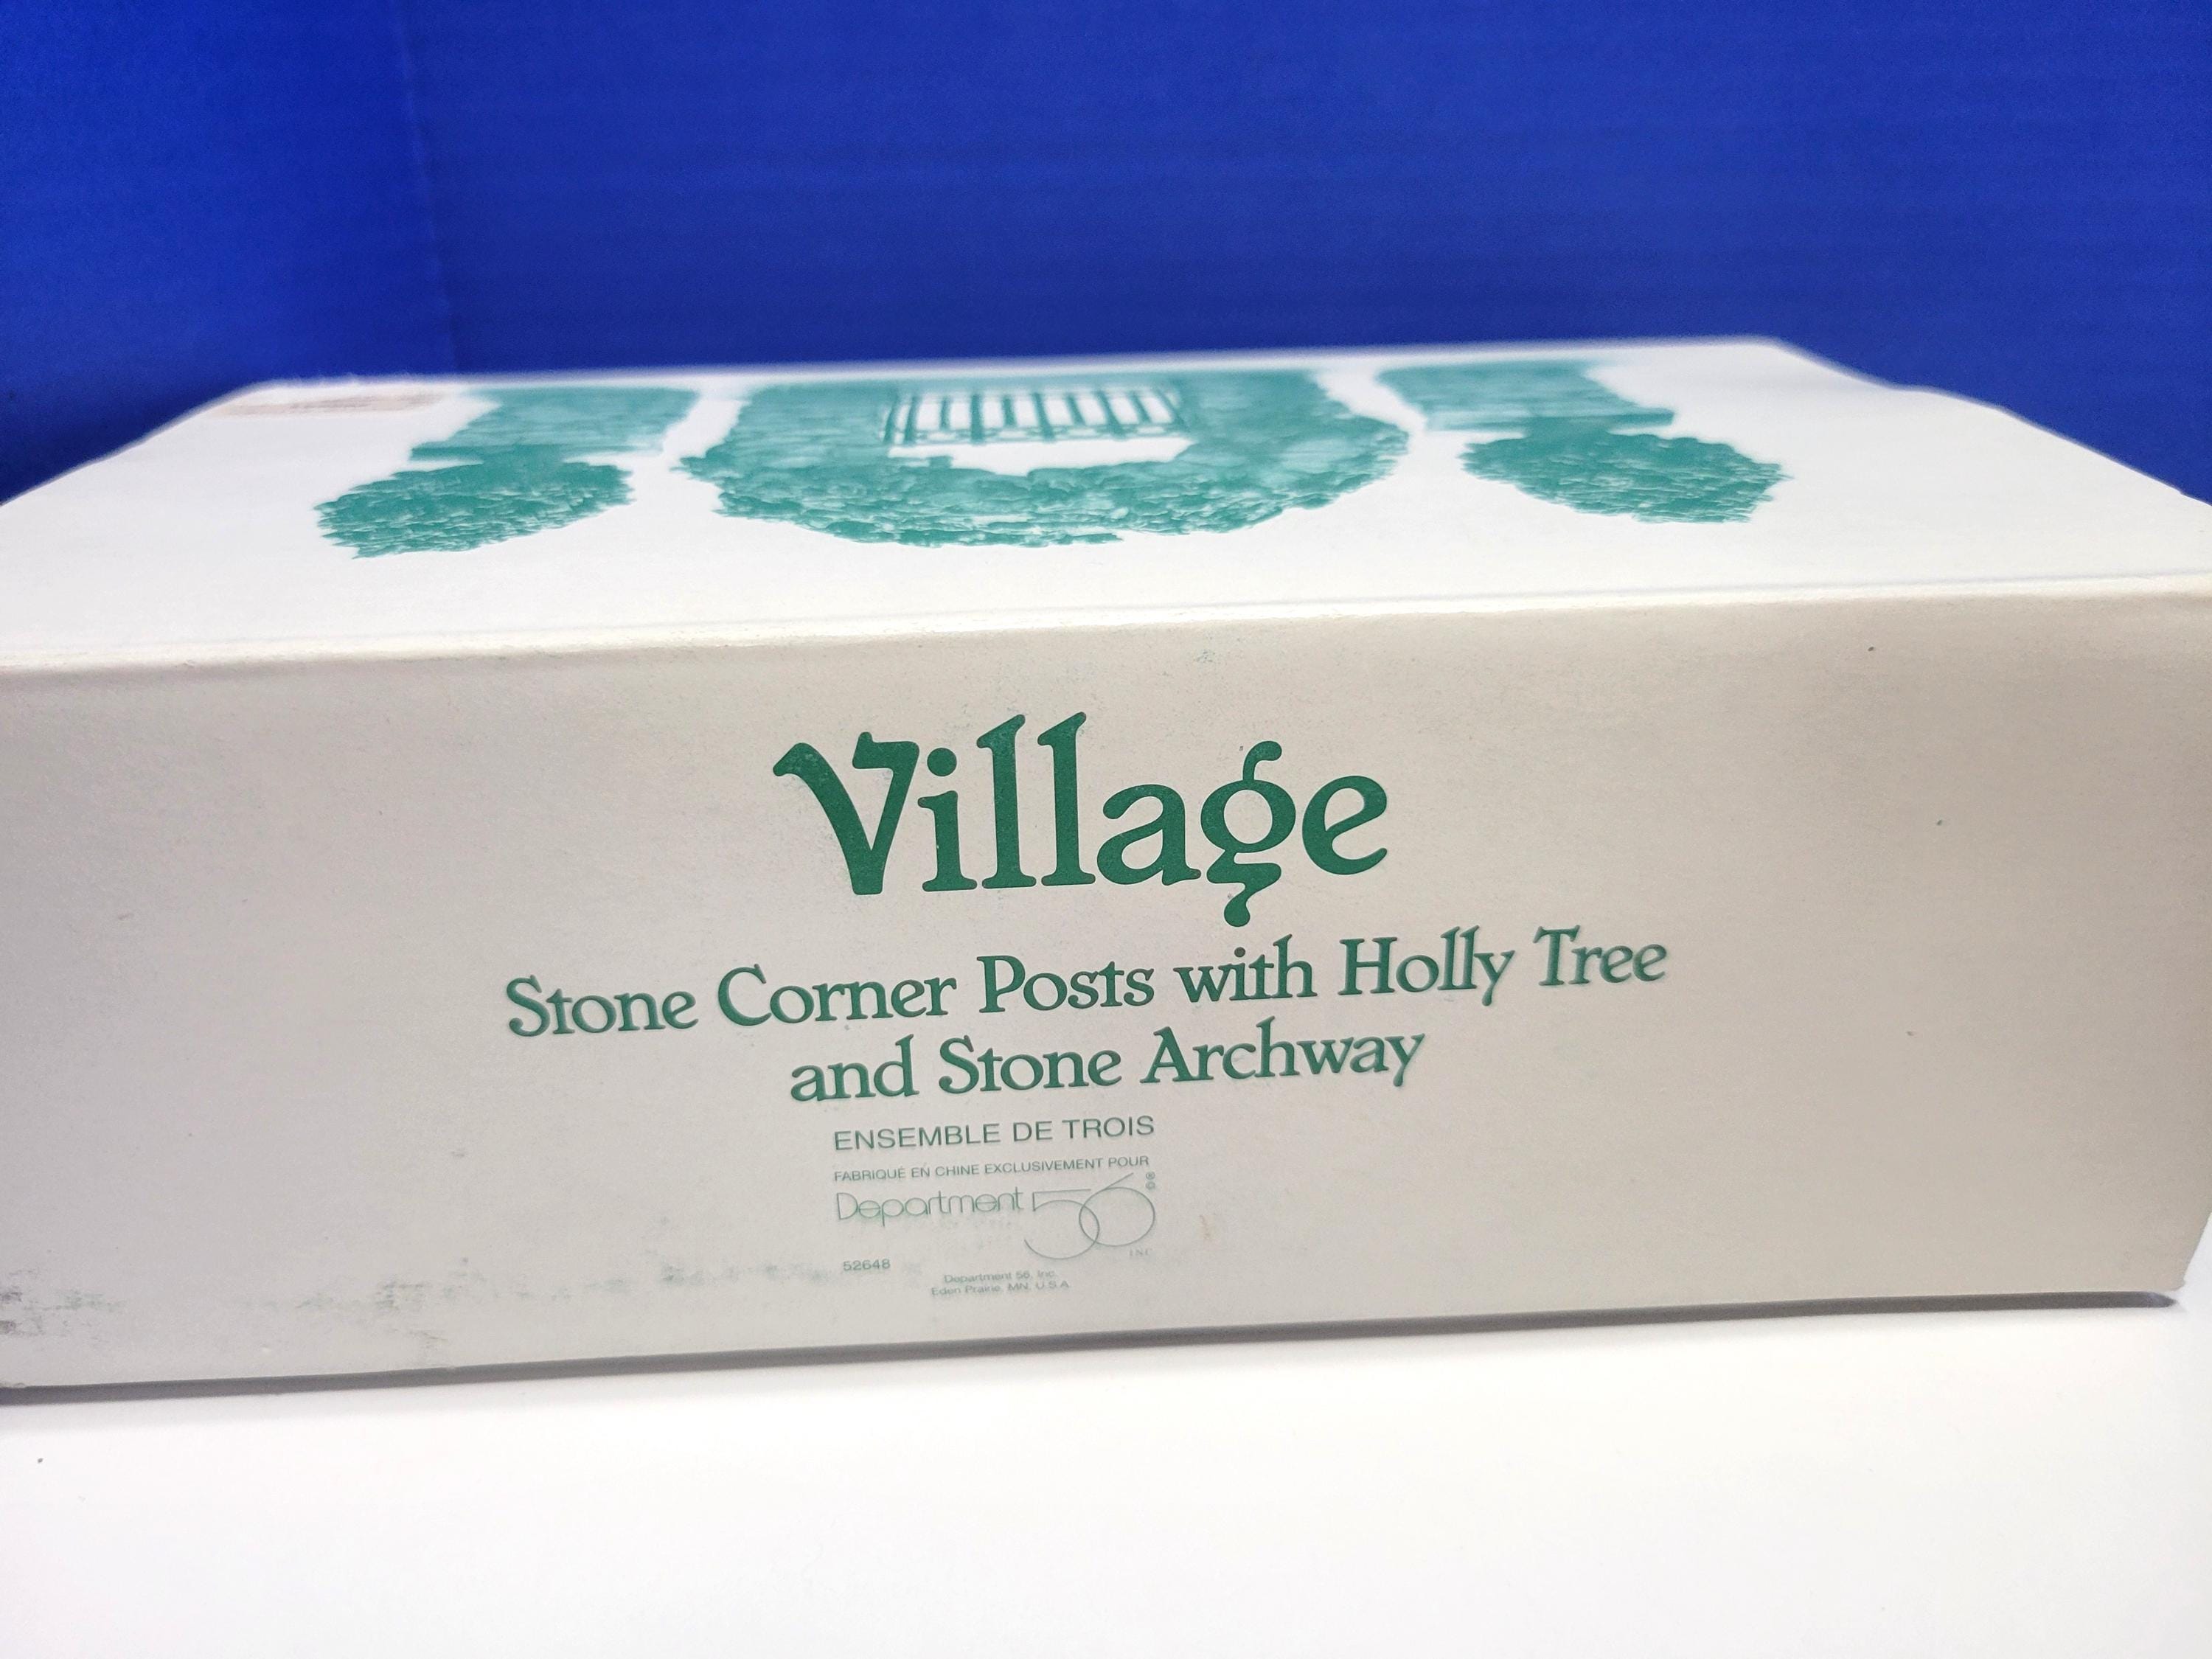 Village
Stone Corner Posts with Holly Tree
and Stone Archway
ENSEMBLE DE TROIS
FABRIQUÉ EN CHINE EXCLUSIVEMENT POUR
Department 56®
INC
52648
Department 56, Inc.
Eden Prairie, MN, U.S.A